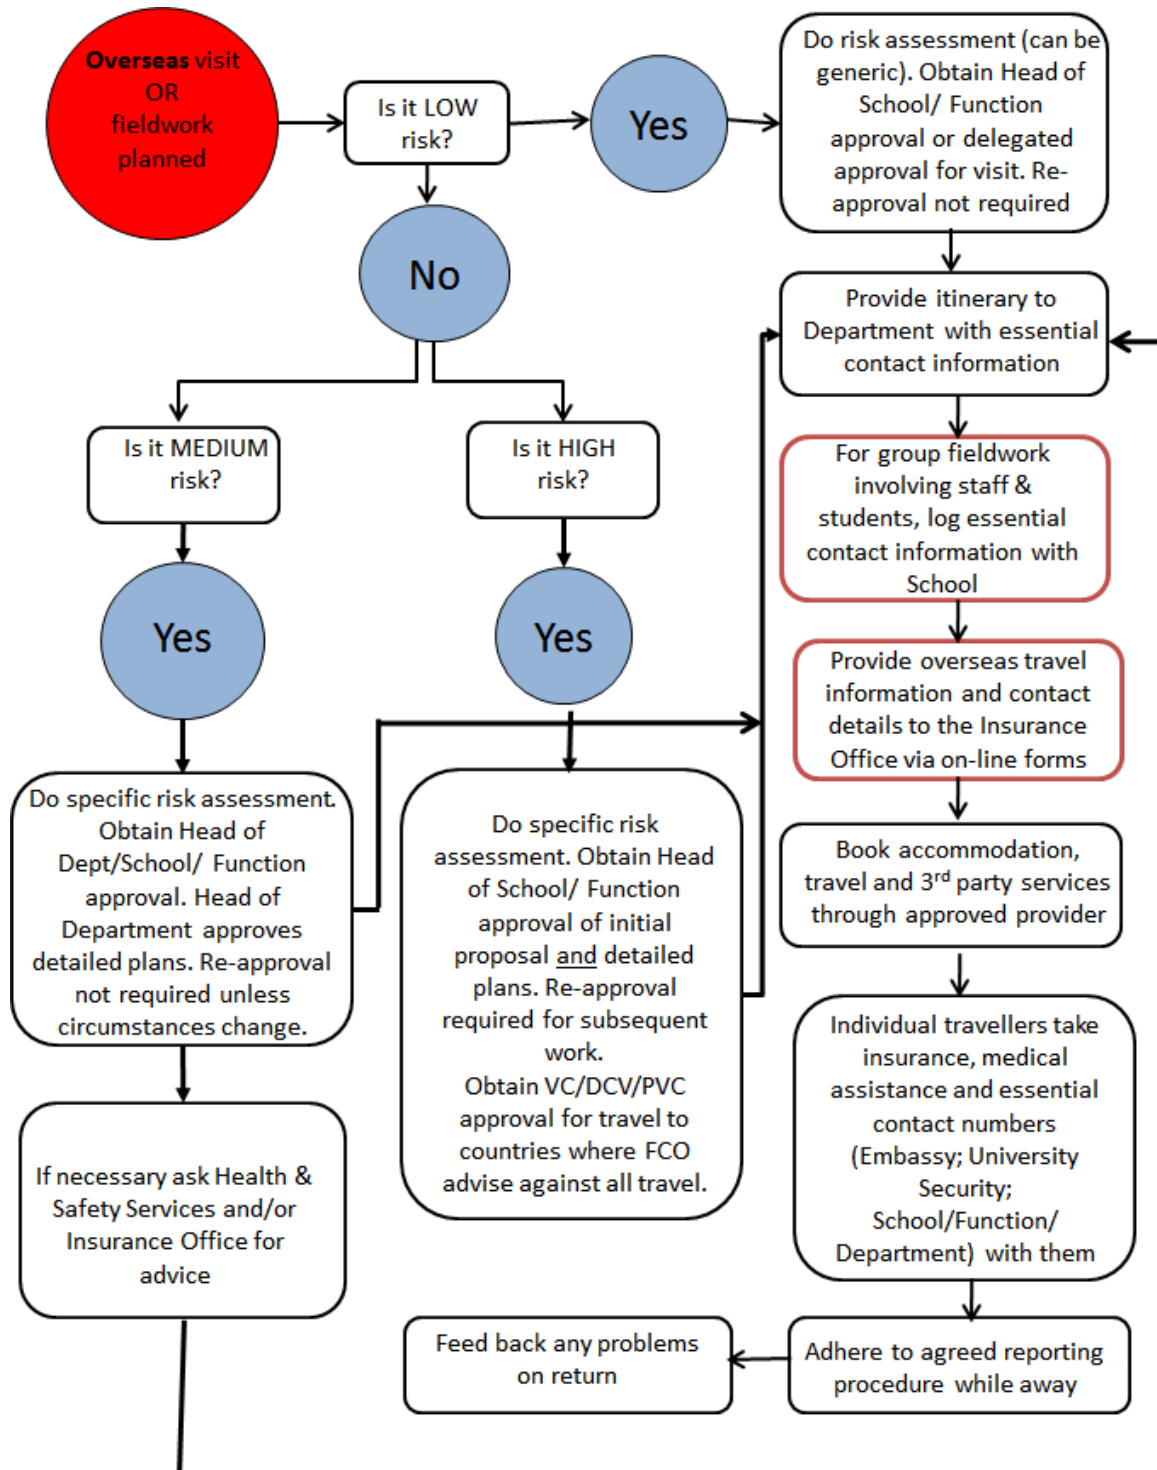 Overseas visit
OR
fieldwork
planned
Is it LOW
risk?
Yes
Do risk assessment (can be
generic). Obtain Head of
School/ Function
approval or delegated
approval for visit. Re-
approval not required
No
Provide itinerary to
Department with essential
contact information
Is it MEDIUM
risk?
Is it HIGH
risk?
For group fieldwork
involving staff &
students, log essential
contact information with
School
Yes
Yes
Provide overseas travel
information and contact
details to the Insurance
Office via on-line forms
Do specific risk assessment.
Obtain Head of
Dept/School/ Function
approval. Head of
Department approves
detailed plans. Re-approval
not required unless
circumstances change.
Do specific risk
assessment. Obtain Head
of School/ Function
approval of initial
proposal and detailed
plans. Re-approval
required for subsequent
work.
Obtain VC/DCV/PVC
approval for travel to
countries where FCO
advise against all travel.
Book accommodation,
travel and 3rd party services
through approved provider
Individual travellers take
insurance, medical
assistance and essential
contact numbers
(Embassy; University
Security;
School/Function/
Department) with them
If necessary ask Health &
Safety Services and/or
Insurance Office for
advice
Feed back any problems
on return
Adhere to agreed reporting
procedure while away